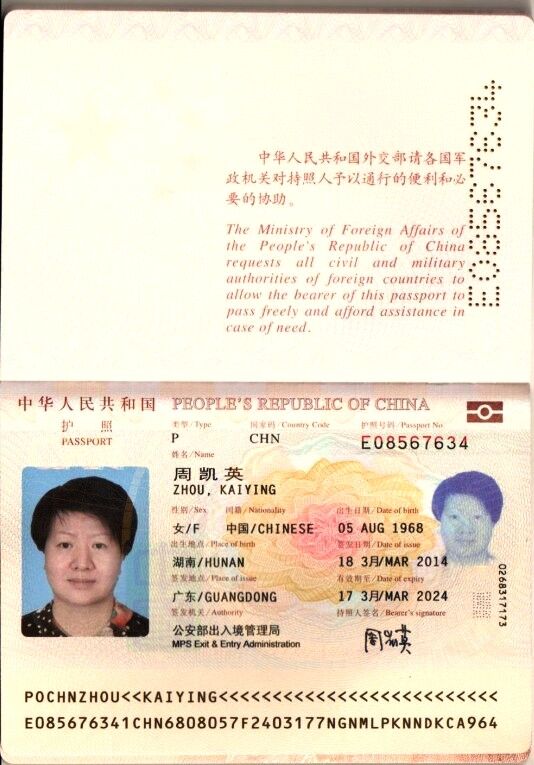 中华人民共和国外交部请各国军
政机关对持照人予以通行的便利和必
要的协助。
The Ministry of Foreign Affairs of
the People's Republic of China
requests all civil and military
authorities of foreign countries to
allow the bearer of this passport to
pass freely and afford assistance in
case of need.
E08567634
中华人民共和国 PEOPLE'S REPUBLIC OF CHINA
护 照
PASSPORT
类型/Type 国家码/Country Code 护照号码/Passport No
P CHN E08567634
姓名/Name
周凯英
ZHOU, KAIYING
性别/Sex 国籍/Nationality 出生日期/Date of birth
女/F 中国/CHINESE 05 AUG 1968
出生地点/Place of birth 签发日期/Date of issue
湖南/HUNAN 18 3月/MAR 2014
签发地点/Place of issue 有效期至/Date of expiry
广东/GUANGDONG 17 3月/MAR 2024
签发机关/Authority 持照人签名/Bearer's signature
公安部出入境管理局
MPS Exit & Entry Administration
周凯英
02683171173
POCHNZHOU<<KAIYING<<<<<<<<<<<<<<<<<<<<<<<<<<
E085676341CHN6808057F2403177NGNMLPKNNDKCA964